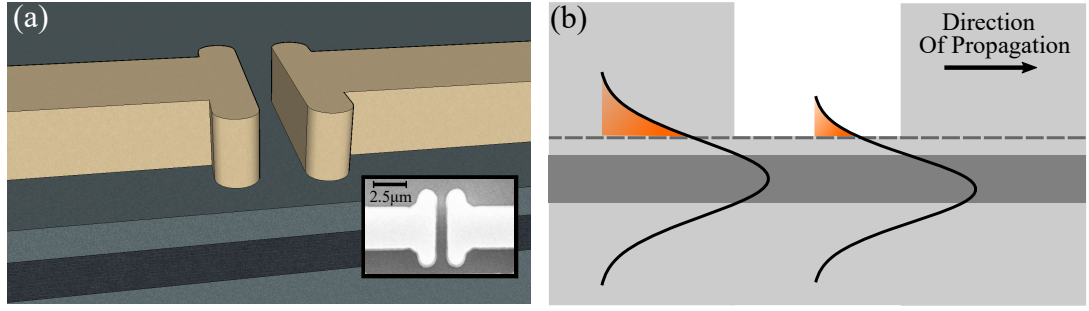 (a)
2.5μm
(b)
Direction
Of Propagation